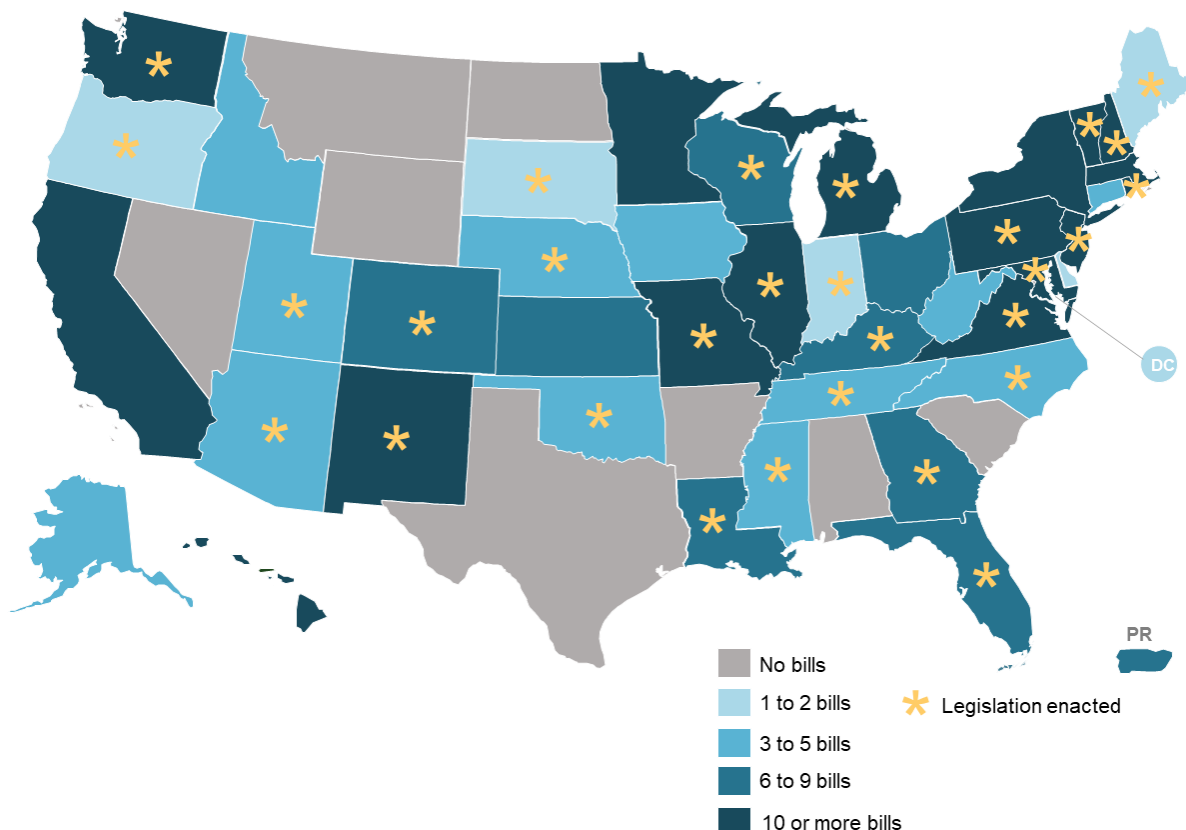 DC
PR
No bills
1 to 2 bills
Legislation enacted
3 to 5 bills
6 to 9 bills
10 or more bills